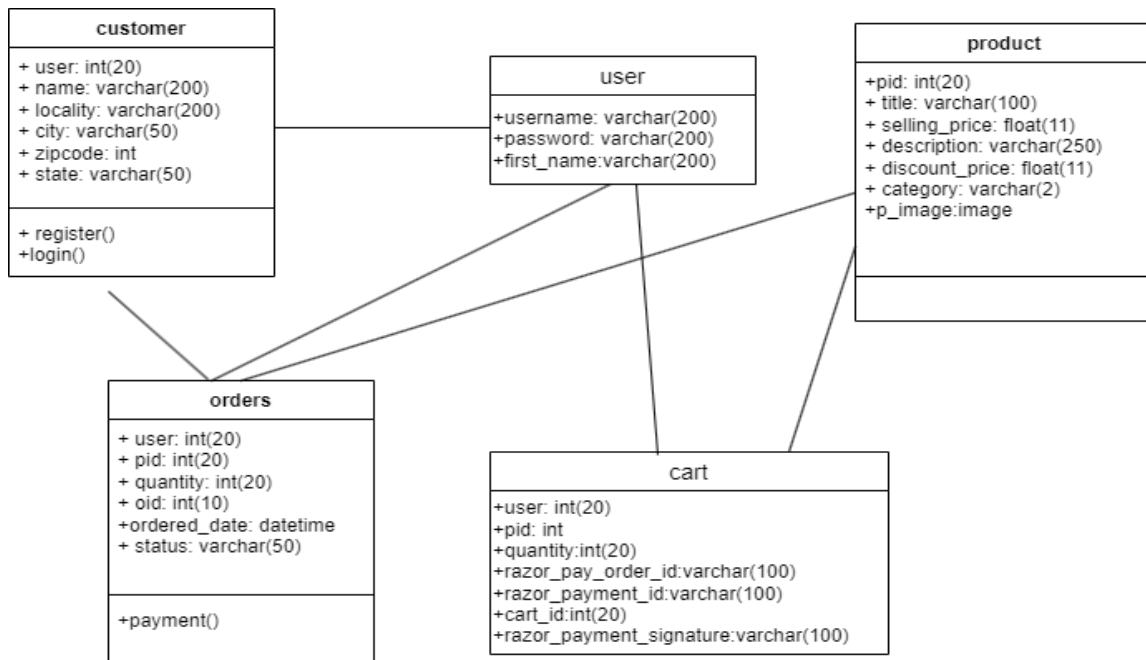 customer
+ user: int(20)
+ name: varchar(200)
+ locality: varchar(200)
+ city: varchar(50)
+ zipcode: int
+ state: varchar(50)
+ register()
+login()
user
+username: varchar(200)
+password: varchar(200)
+first_name:varchar(200)
product
+pid: int(20)
+ title: varchar(100)
+ selling_price: float(11)
+ description: varchar(250)
+ discount_price: float(11)
+ category: varchar(2)
+p_image:image
orders
+ user: int(20)
+ pid: int(20)
+ quantity: int(20)
+ oid: int(10)
+ordered_date: datetime
+ status: varchar(50)
+payment()
cart
+user: int(20)
+pid: int
+quantity:int(20)
+razor_pay_order_id:varchar(100)
+razor_payment_id:varchar(100)
+cart_id:int(20)
+razor_payment_signature:varchar(100)